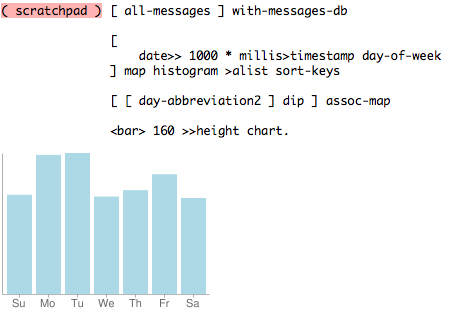 ( scratchpad ) [ all-messages ] with-messages-db
[
date>> 1000 * millis>timestamp day-of-week
] map histogram >alist sort-keys
[ [ day-abbreviation2 ] dip ] assoc-map
<bar> 160 >>height chart.
Su Mo Tu We Th Fr Sa